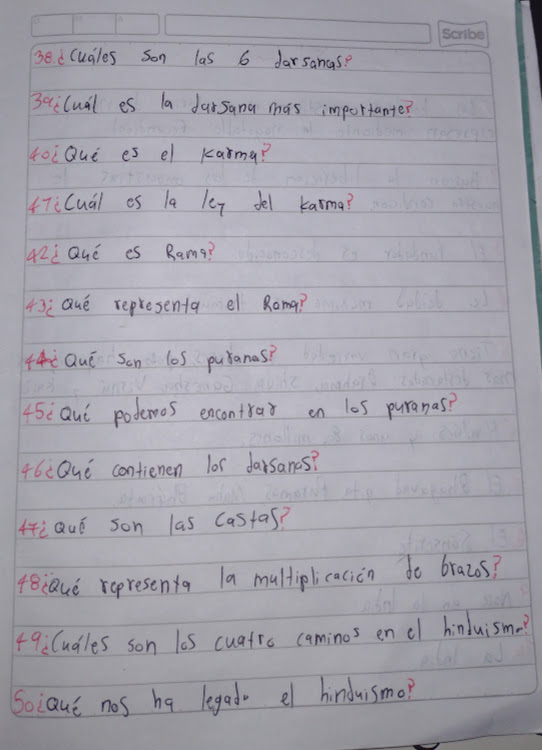 Scribe
38.¿Cuáles son las 6 darsanas?
39¿Cuál es la darsana más importante?
40¿Qué es el Karma?
41¿Cuál es la ley del karma?
42¿Qué es Rama?
43¿Qué representa el Rama?
44¿Qué son los puranas?
45¿Qué podemos encontrar en los puranas?
46¿Qué contienen los darsanas?
47¿Qué son las castas?
48¿Qué representa la multiplicación de brazos?
49¿Cuáles son los cuatro caminos en el hinduismo?
50¿Qué nos ha legado el hinduismo?